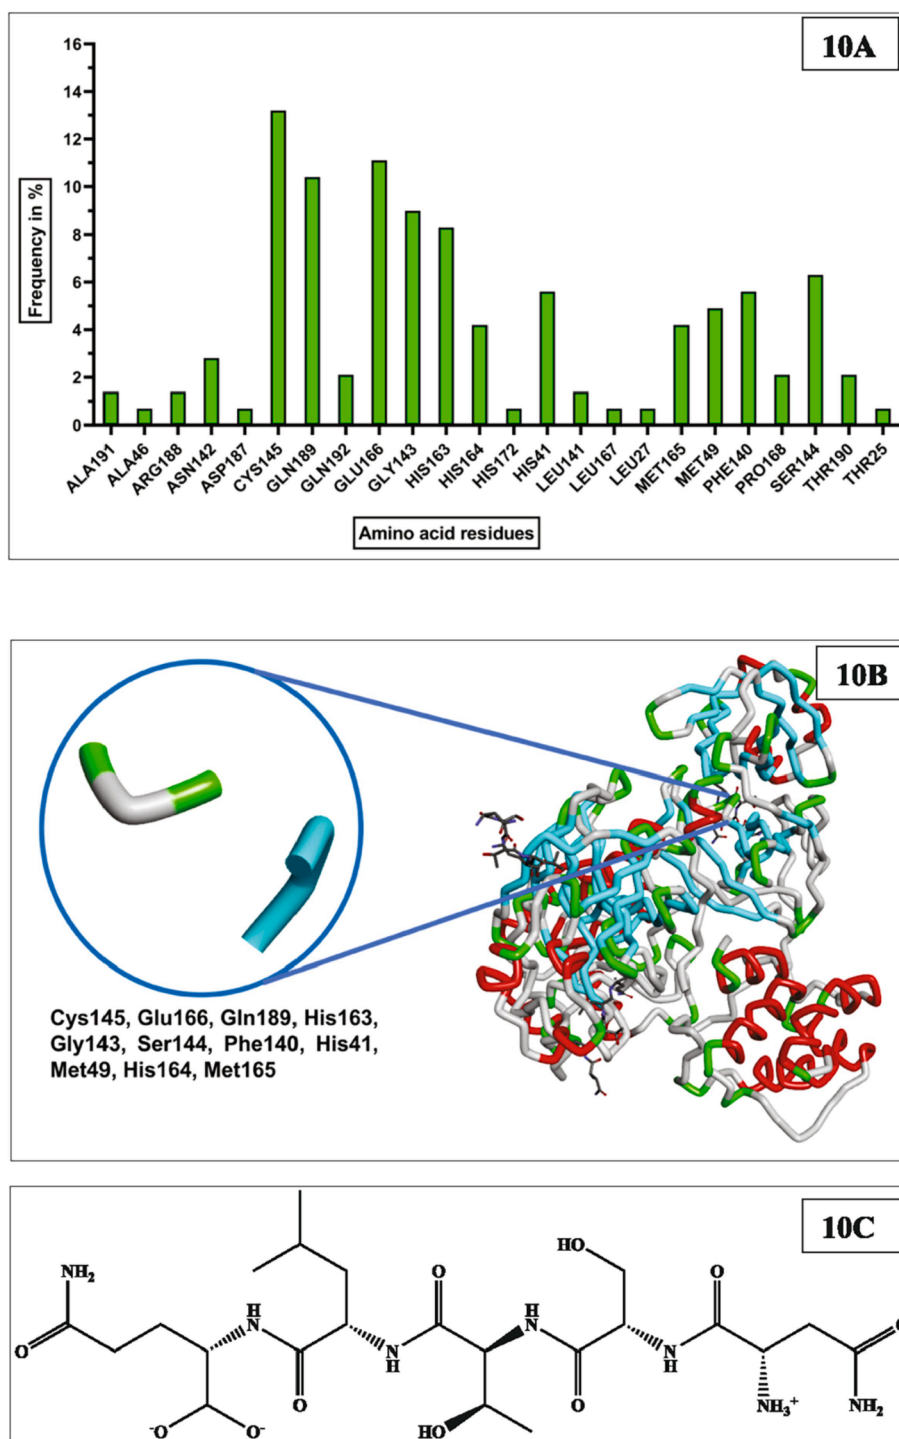 10A
16
14
12
10
8
6
4
2
0
Frequency in %
ALA191
ALA46
ARG188
ASN142
ASP187
CYS145
GLN189
GLN192
GLU166
GLY143
HIS163
HIS164
HIS172
HIS41
LEU141
LEU167
LEU27
MET165
MET49
PHE140
PRO168
SER144
THR190
THR25
Amino acid residues
10B
Cys145, Glu166, Gln189, His163,
Gly143, Ser144, Phe140, His41,
Met49, His164, Met165
10C
HO
NH₂
O
O
O
O
H
N
H
N
O
N
H
O
O
N
H
NH₃⁺
NH₂
⁻O
O⁻
HO